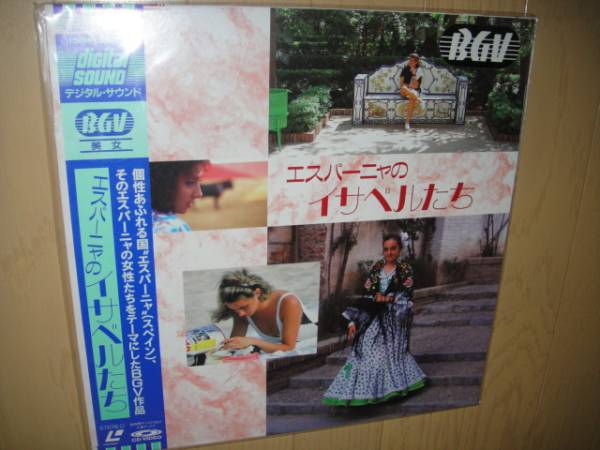 digital
SOUND
デジタル・サウンド
BGV
美女
個性あふれる国“エスパーニャ”(スペイン)、
そのエスパーニャの女性たちをテーマにしたBGV作品
エスパーニャのイサベルたち
STEREO
CD VIDEO
BGV
エスパーニャの
イサベルたち